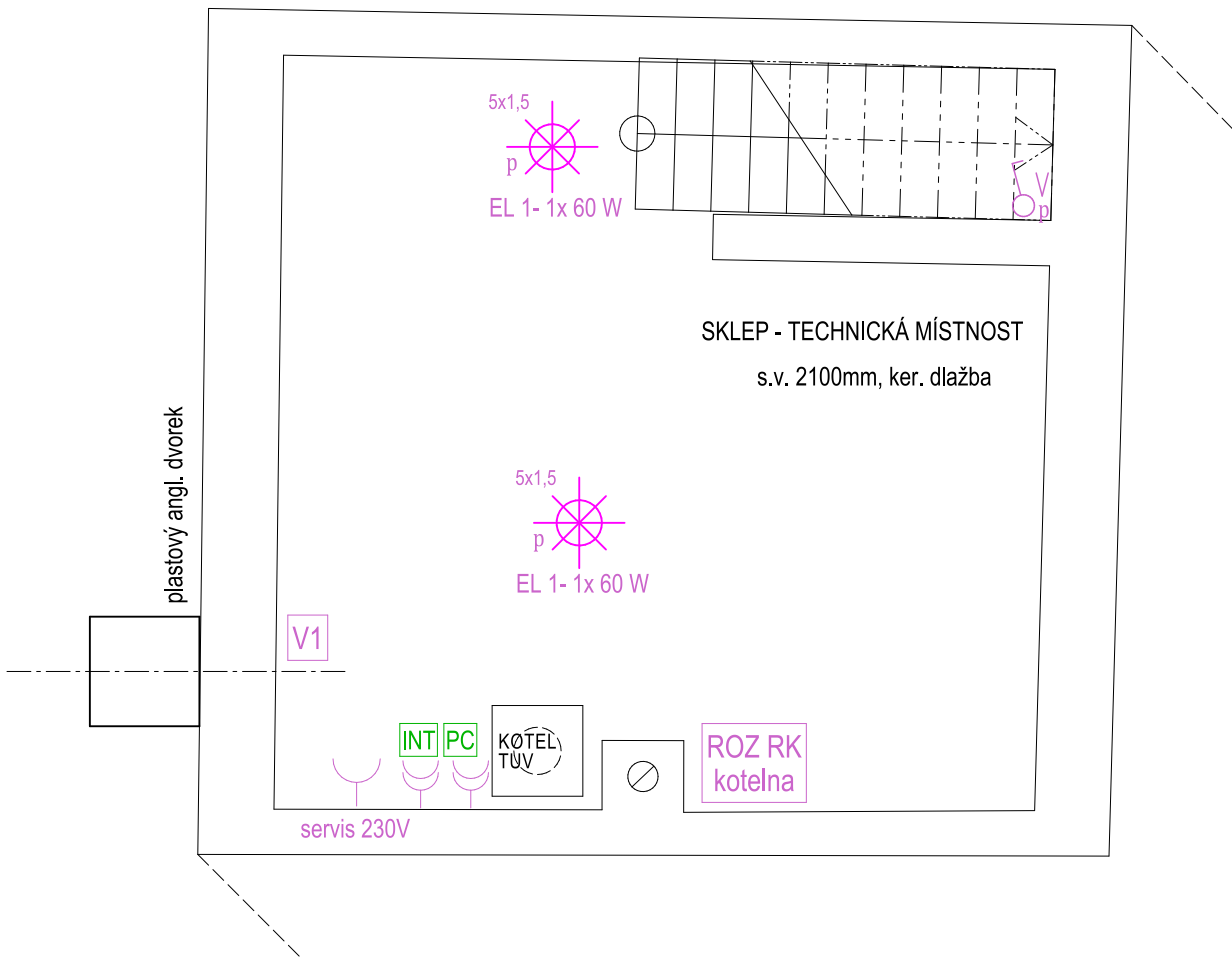 5x1,5
p
EL 1- 1x 60 W
V
p
SKLEP - TECHNICKÁ MÍSTNOST
s.v. 2100mm, ker. dlažba
plastový angl. dvorek
5x1,5
p
EL 1- 1x 60 W
V1
INT
PC
KOTEL
TUV
ROZ RK
kotelna
servis 230V